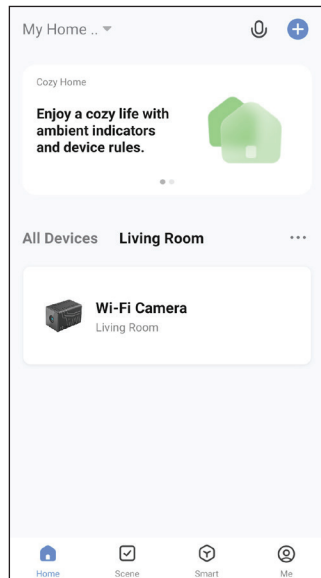 My Home ..
Cozy Home
Enjoy a cozy life with
ambient indicators
and device rules.
All Devices Living Room
Wi-Fi Camera
Living Room
Home Scene Smart Me